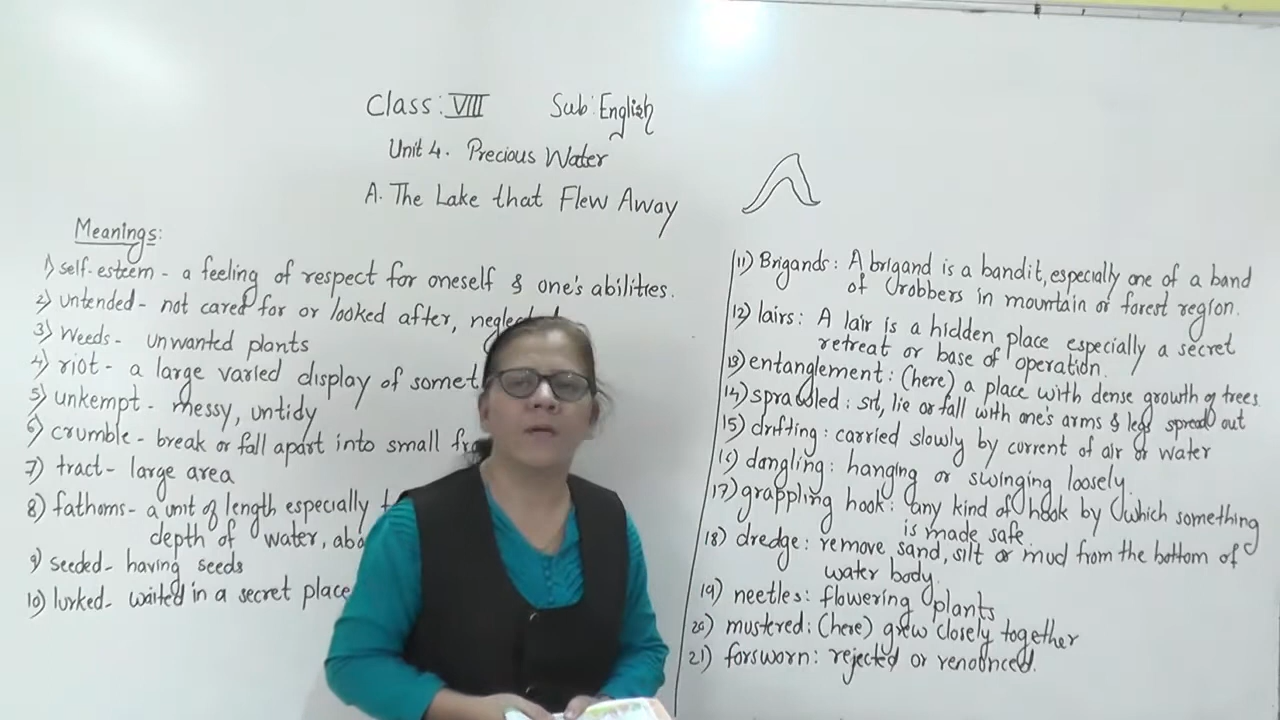 Class: VIII Sub: English
Unit 4. Precious Water
A. The Lake that Flew Away
Meanings:
1) self-esteem - a feeling of respect for oneself & one's abilities.
2) untended - not cared for or looked after,
3) Weeds - unwanted plants
4) riot - a large varied display of
5) unkempt - messy, untidy
6) crumble - break or fall apart into small
7) tract - large area
8) fathoms - a unit of length especially
depth of water,
9) seeded - having seeds
10) lurked - waited in a secret place
11) Brigands: A brigand is a bandit, especially one of a band
of robbers in mountain or forest region.
12) lairs: A lair is a hidden place especially a secret
retreat or base of operation.
13) entanglement: (here) a place with dense growth of trees
14) sprawled: sit, lie or fall with one's arms & legs spread out
15) drifting: carried slowly by current of air or water
16) dangling: hanging or swinging loosely.
17) grappling hook: any kind of hook by which something
is made safe.
18) dredge: remove sand, silt or mud from the bottom of
water body.
19) neetles: flowering plants
20) mustered: (here) grew closely together
21) forsworn: rejected or renounced.